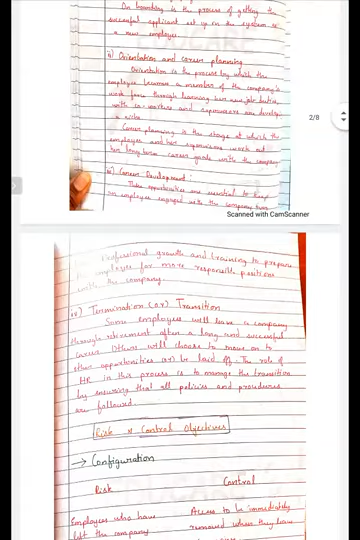 On boarding is the process of getting the
successful applicant set up in the system as
a new employee.
ii) Orientation and career planning
Orientation is the process by which the
employee becomes a member of the company's
work force through learning new job duties,
with co-workers and supervisors and develop-
a niche.
Career planning is the stage at which the
employee and her supervisors work out
her long-term career goals with the company
2/8
iii) Career Development:
These opportunities are essential to keep
an employee engaged with the company
Scanned with CamScanner
Professional growth and training to prepare
the employee for more responsible positions
with the company.
iv) Termination (or) Transition
Some employees will leave a company
through retirement after a long and successful
career. Others will choose to move on to
other opportunities (or) be laid off. The role of
HR in this process is to manage the transition
by ensuring that all policies and procedures
are followed.
Risk & Control Objectives
→ Configuration
Risk Control
Employees who have Access to be immediately
left the company removed when they leave